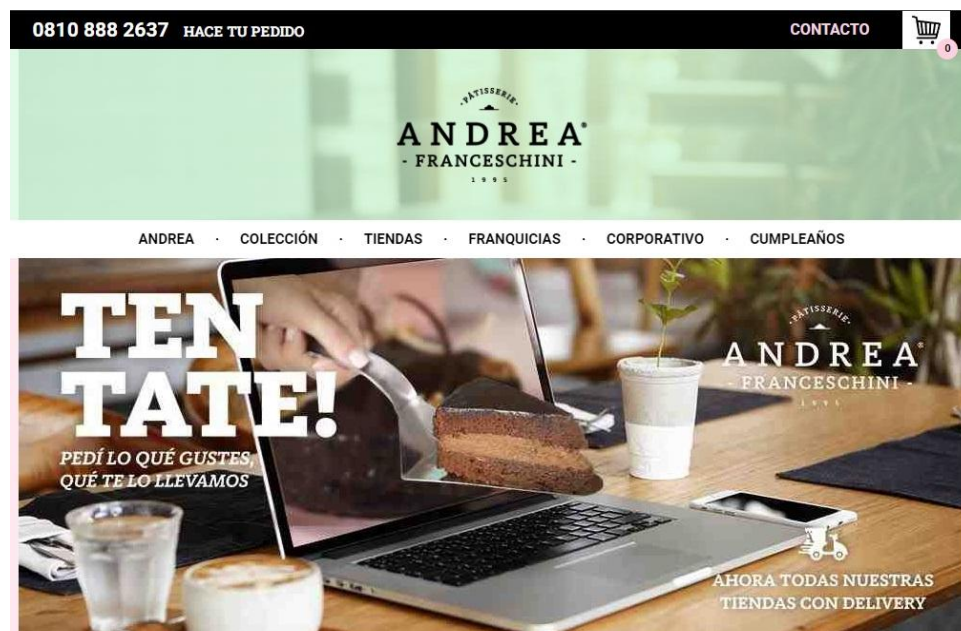 0810 888 2637 HACE TU PEDIDO
CONTACTO
0
·PÂTISSERIE·
ANDREA®
- FRANCESCHINI -
1995
ANDREA · COLECCIÓN · TIENDAS · FRANQUICIAS · CORPORATIVO · CUMPLEAÑOS
TEN
TATE!
PEDÍ LO QUÉ GUSTES,
QUÉ TE LO LLEVAMOS
·PÂTISSERIE·
ANDREA®
- FRANCESCHINI -
1995
AHORA TODAS NUESTRAS
TIENDAS CON DELIVERY